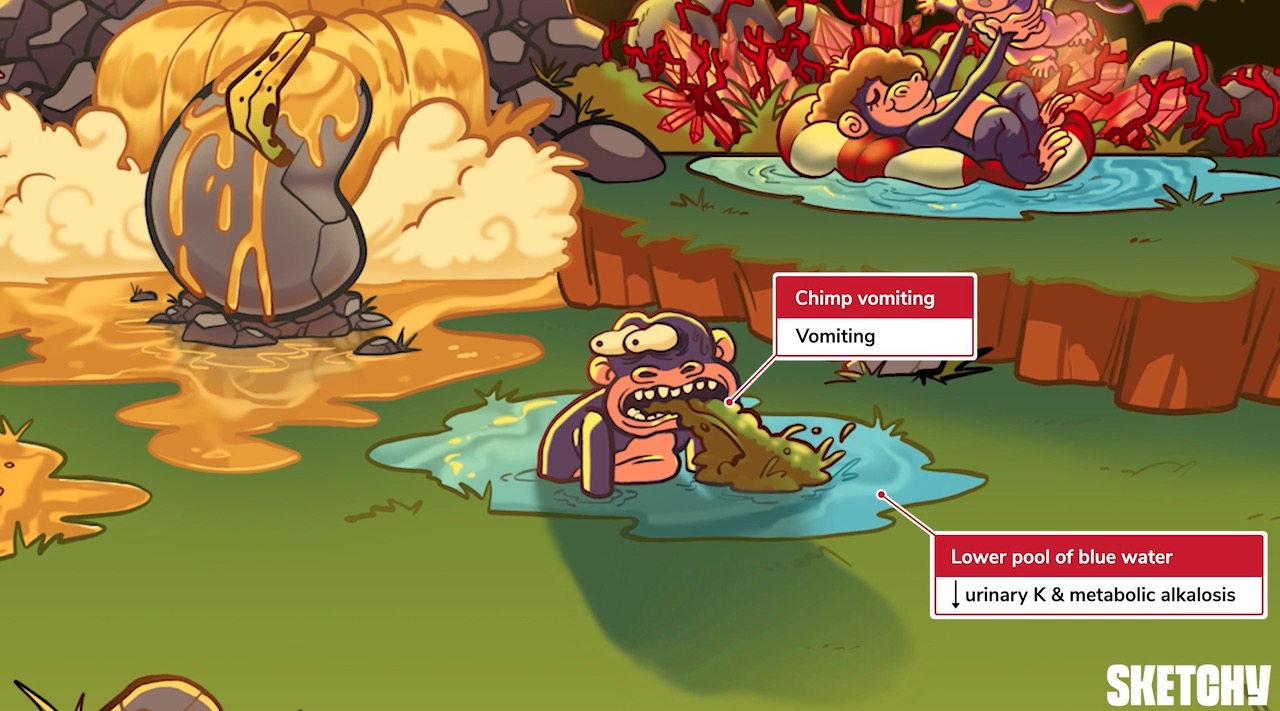 Chimp vomiting
Vomiting
Lower pool of blue water
↓ urinary K & metabolic alkalosis
SKETCHY